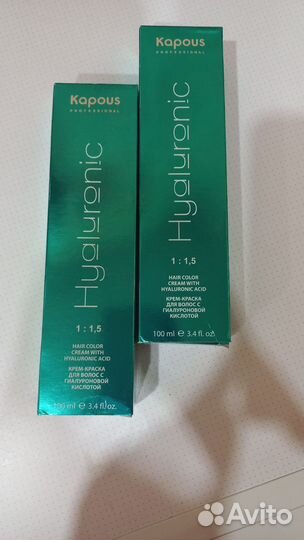 Kapous
PROFESSIONAL
Hyaluronic
1 : 1,5
HAIR COLOR
CREAM WITH
HYALURONIC ACID
КРЕМ-КРАСКА
ДЛЯ ВОЛОС С
ГИАЛУРОНОВОЙ
КИСЛОТОЙ
100 ml ℮ 3.4 fl. oz.
Kapous
PROFESSIONAL
Hyaluronic
1 : 1,5
HAIR COLOR
CREAM WITH
HYALURONIC ACID
КРЕМ-КРАСКА
ДЛЯ ВОЛОС С
ГИАЛУРОНОВОЙ
КИСЛОТОЙ
100 ml ℮ 3.4 fl. oz.
Avito